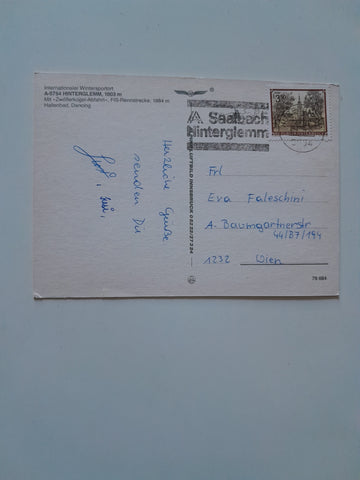 Internationaler Wintersportort
A-5754 HINTERGLEMM, 1003 m
Mit »Zwölferkogel-Abfahrt«, FIS-Rennstrecke, 1984 m
Hallenbad, Dancing
Saalbach
Hinterglemm
Herzliche Grüße
senden Dir
Frl
Eva Faleschini
A. Baumgartnerstr
44/B7/194
1232 Wien